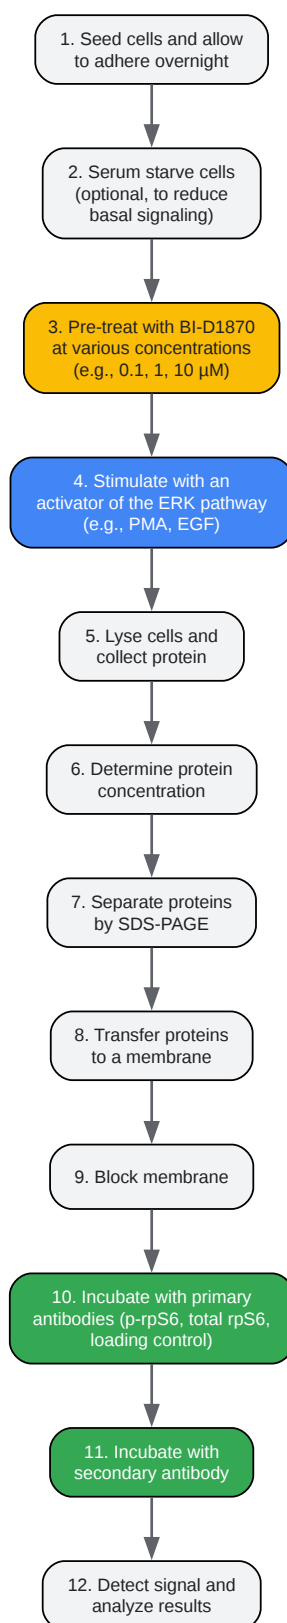 1. Seed cells and allow
to adhere overnight
2. Serum starve cells
(optional, to reduce
basal signaling)
3. Pre-treat with BI-D1870
at various concentrations
(e.g., 0.1, 1, 10 µM)
4. Stimulate with an
activator of the ERK pathway
(e.g., PMA, EGF)
5. Lyse cells and
collect protein
6. Determine protein
concentration
7. Separate proteins
by SDS-PAGE
8. Transfer proteins
to a membrane
9. Block membrane
10. Incubate with primary
antibodies (p-rpS6, total rpS6,
loading control)
11. Incubate with
secondary antibody
12. Detect signal and
analyze results